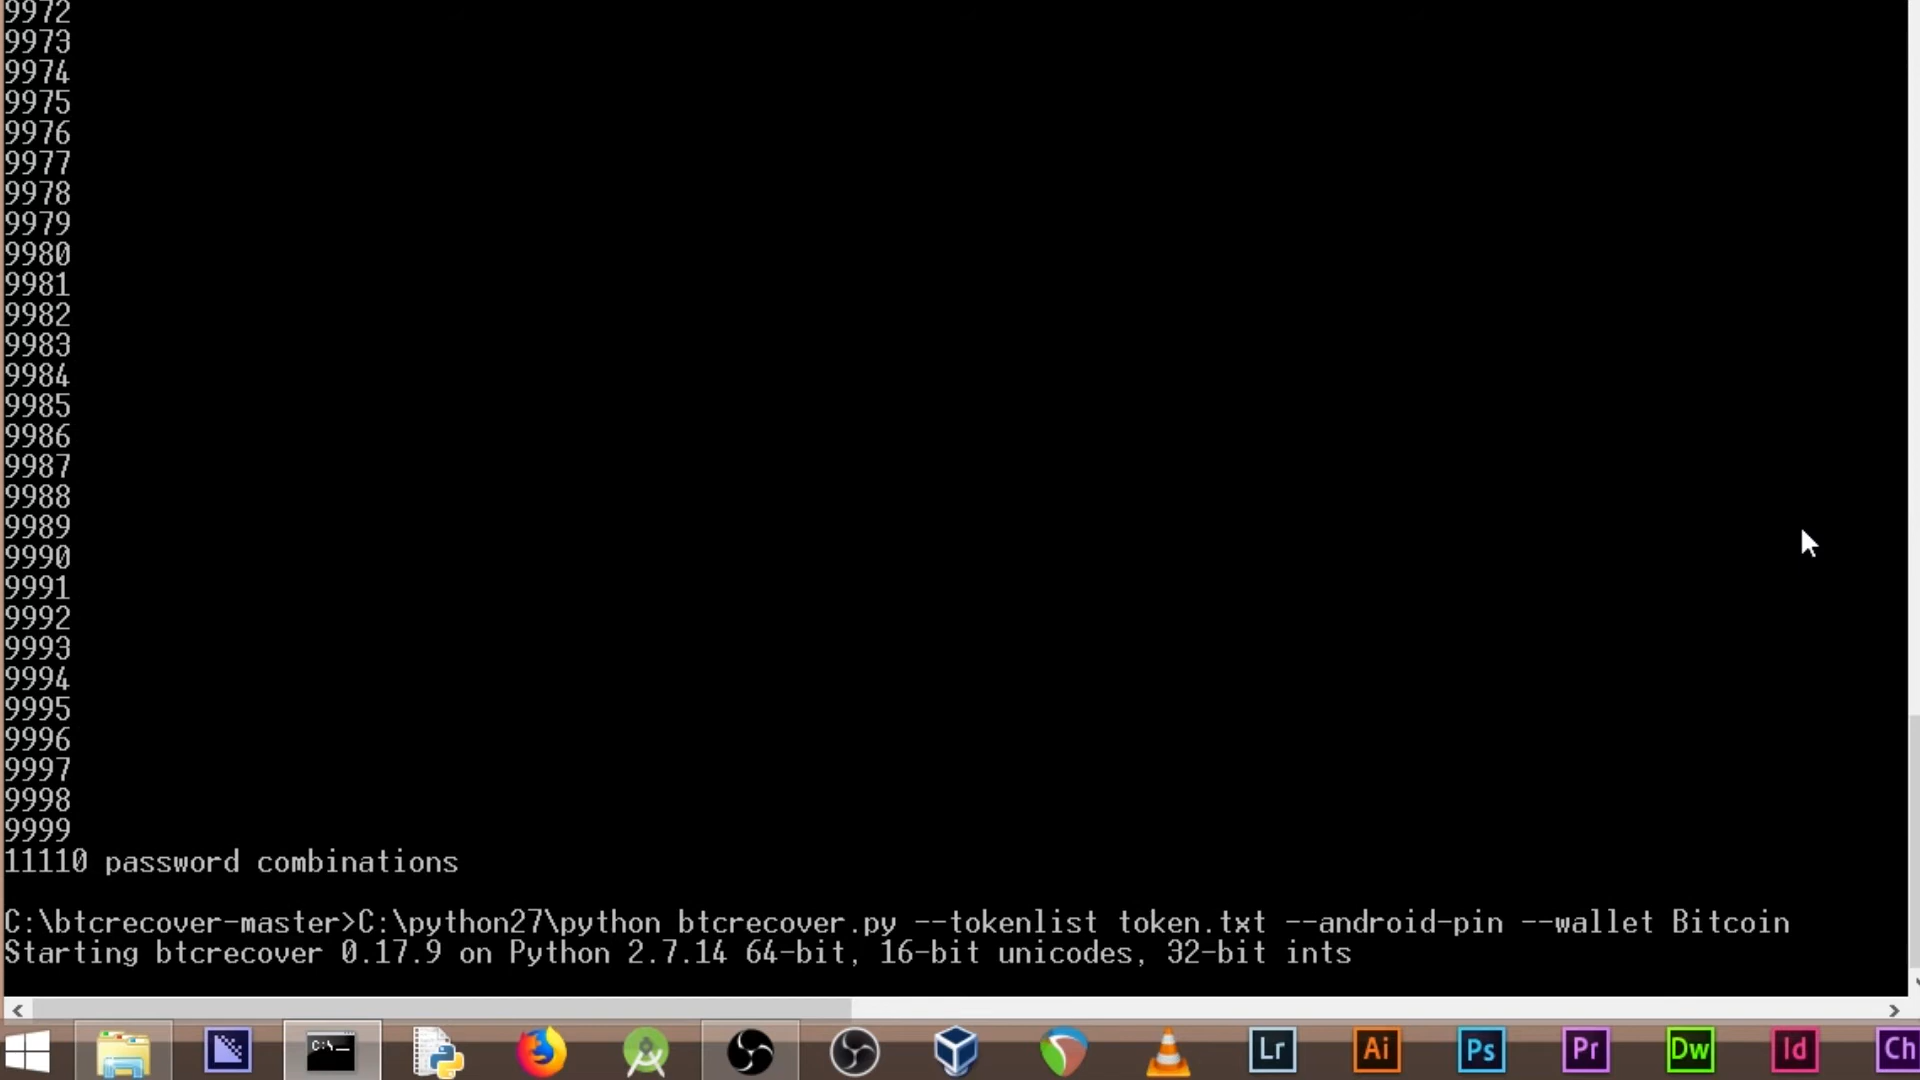 9972
9973
9974
9975
9976
9977
9978
9979
9980
9981
9982
9983
9984
9985
9986
9987
9988
9989
9990
9991
9992
9993
9994
9995
9996
9997
9998
9999
11110 password combinations
C:\btcrecover-master>C:\python27\python btcrecover.py --tokenlist token.txt --android-pin --wallet Bitcoin
Starting btcrecover 0.17.9 on Python 2.7.14 64-bit, 16-bit unicodes, 32-bit ints
C:\_
Lr
Ai
Ps
Pr
Dw
Id
Ch